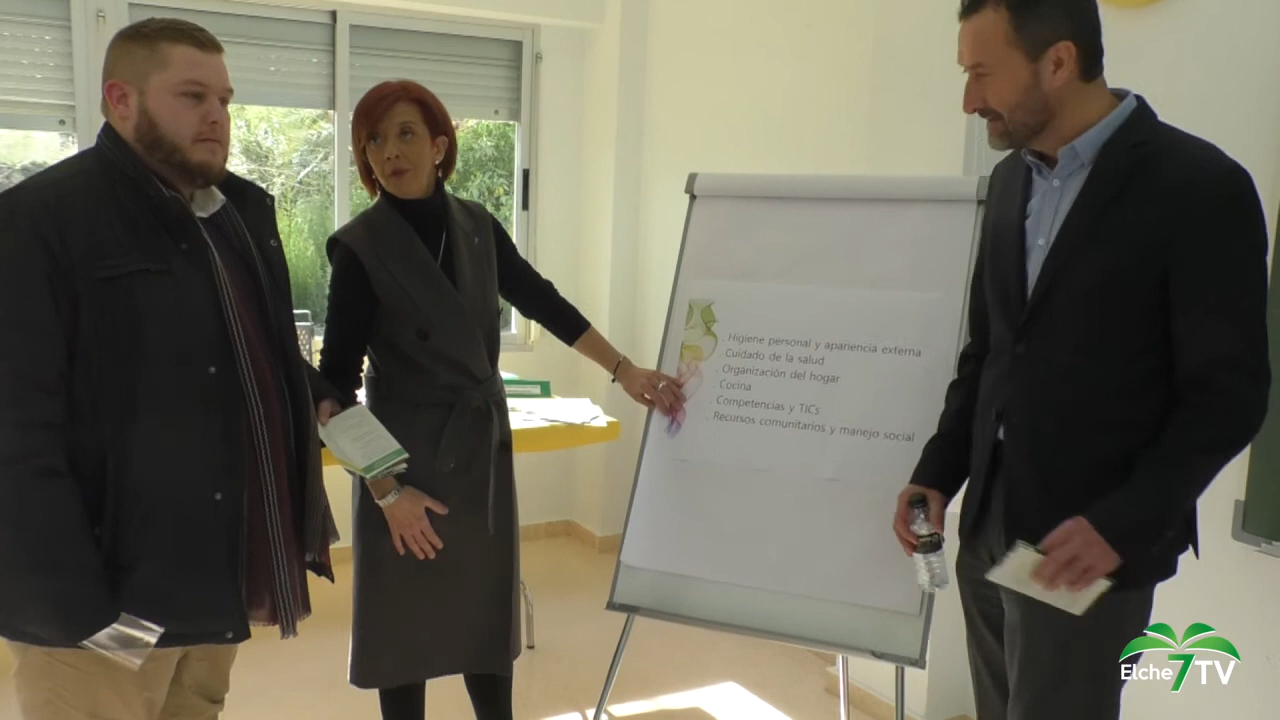 . Higiene personal y apariencia externa
. Cuidado de la salud
. Organización del hogar
. Cocina
. Competencias y TICs
. Recursos comunitarios y manejo social
Elche 7 TV